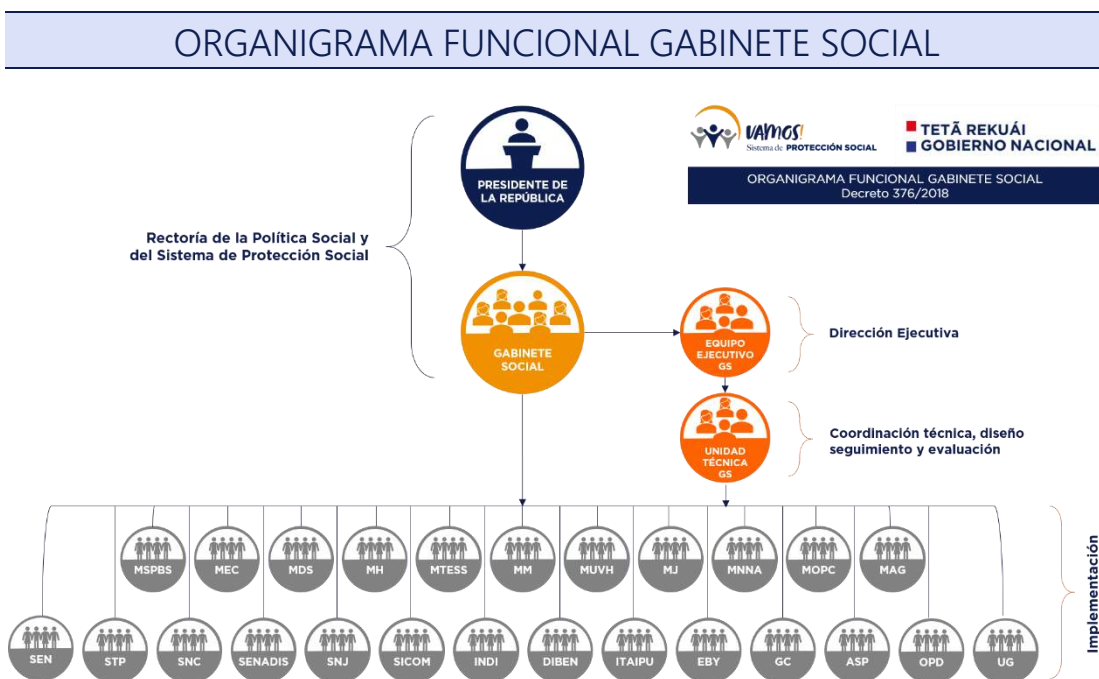 ORGANIGRAMA FUNCIONAL GABINETE SOCIAL
VAMOS!
Sistema de PROTECCIÓN SOCIAL
TETÃ REKUÁI
GOBIERNO NACIONAL
ORGANIGRAMA FUNCIONAL GABINETE SOCIAL
Decreto 376/2018
PRESIDENTE DE
LA REPÚBLICA
Rectoría de la Política Social y
del Sistema de Protección Social
GABINETE
SOCIAL
EQUIPO
EJECUTIVO
GS
Dirección Ejecutiva
UNIDAD
TÉCNICA
GS
Coordinación técnica, diseño
seguimiento y evaluación
MSPBS
MEC
MDS
MH
MTESS
MM
MUVH
MJ
MNNA
MOPC
MAG
SEN
STP
SNC
SENADIS
SNJ
SICOM
INDI
DIBEN
ITAIPU
EBY
GC
ASP
OPD
UG
Implementación